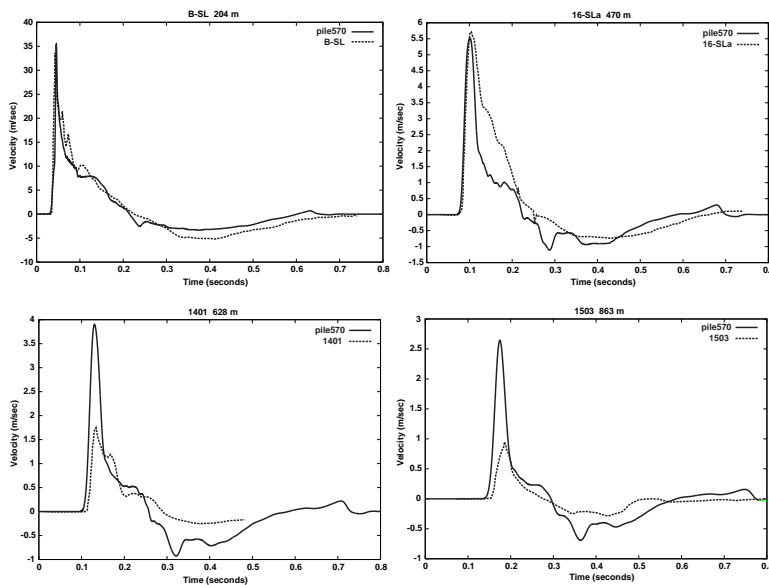 B-SL 204 m
pile570
B-SL
Velocity (m/sec)
40
35
30
25
20
15
10
5
0
-5
-10
0 0.1 0.2 0.3 0.4 0.5 0.6 0.7 0.8
Time (seconds)
16-SLa 470 m
pile570
16-SLa
Velocity (m/sec)
6
5.5
5
4.5
4
3.5
3
2.5
2
1.5
1
0.5
0
-0.5
-1
-1.5
0 0.1 0.2 0.3 0.4 0.5 0.6 0.7 0.8
Time (seconds)
1401 628 m
pile570
1401
Velocity (m/sec)
4
3.5
3
2.5
2
1.5
1
0.5
0
-0.5
-1
0 0.1 0.2 0.3 0.4 0.5 0.6 0.7 0.8
Time (seconds)
1503 863 m
pile570
1503
Velocity (m/sec)
3
2.5
2
1.5
1
0.5
0
-0.5
-1
0 0.1 0.2 0.3 0.4 0.5 0.6 0.7 0.
Time (seconds)